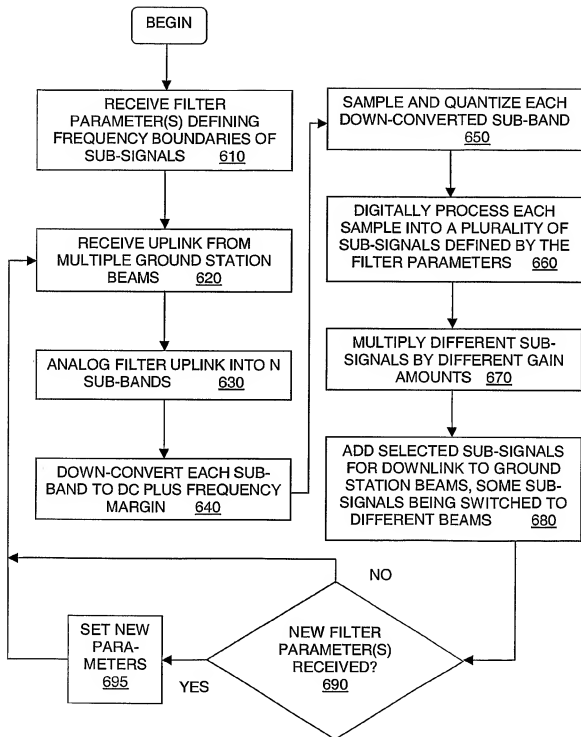 BEGIN
RECEIVE FILTER
PARAMETER(S) DEFINING
FREQUENCY BOUNDARIES OF
SUB-SIGNALS 610
RECEIVE UPLINK FROM
MULTIPLE GROUND STATION
BEAMS 620
ANALOG FILTER UPLINK INTO N
SUB-BANDS 630
DOWN-CONVERT EACH SUB-
BAND TO DC PLUS FREQUENCY
MARGIN 640
SAMPLE AND QUANTIZE EACH
DOWN-CONVERTED SUB-BAND
650
DIGITALLY PROCESS EACH
SAMPLE INTO A PLURALITY OF
SUB-SIGNALS DEFINED BY THE
FILTER PARAMETERS 660
MULTIPLY DIFFERENT SUB-
SIGNALS BY DIFFERENT GAIN
AMOUNTS 670
ADD SELECTED SUB-SIGNALS
FOR DOWNLINK TO GROUND
STATION BEAMS, SOME SUB-
SIGNALS BEING SWITCHED TO
DIFFERENT BEAMS 680
NO
NEW FILTER
PARAMETER(S)
RECEIVED?
690
YES
SET NEW
PARA-
METERS
695